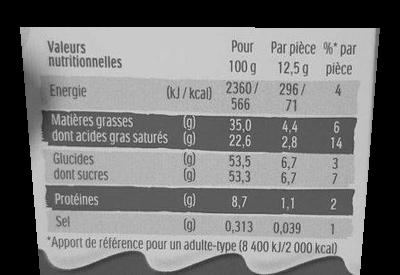 Valeurs nutritionnelles Pour 100 g Par pièce 12,5 g %* par pièce
Energie (kJ / kcal) 2360 / 566 296 / 71 4
Matières grasses (g) 35,0 4,4 6
dont acides gras saturés (g) 22,6 2,8 14
Glucides (g) 53,5 6,7 3
dont sucres (g) 53,3 6,7 7
Protéines (g) 8,7 1,1 2
Sel (g) 0,313 0,039 1
*Apport de référence pour un adulte-type (8 400 kJ/2 000 kcal)